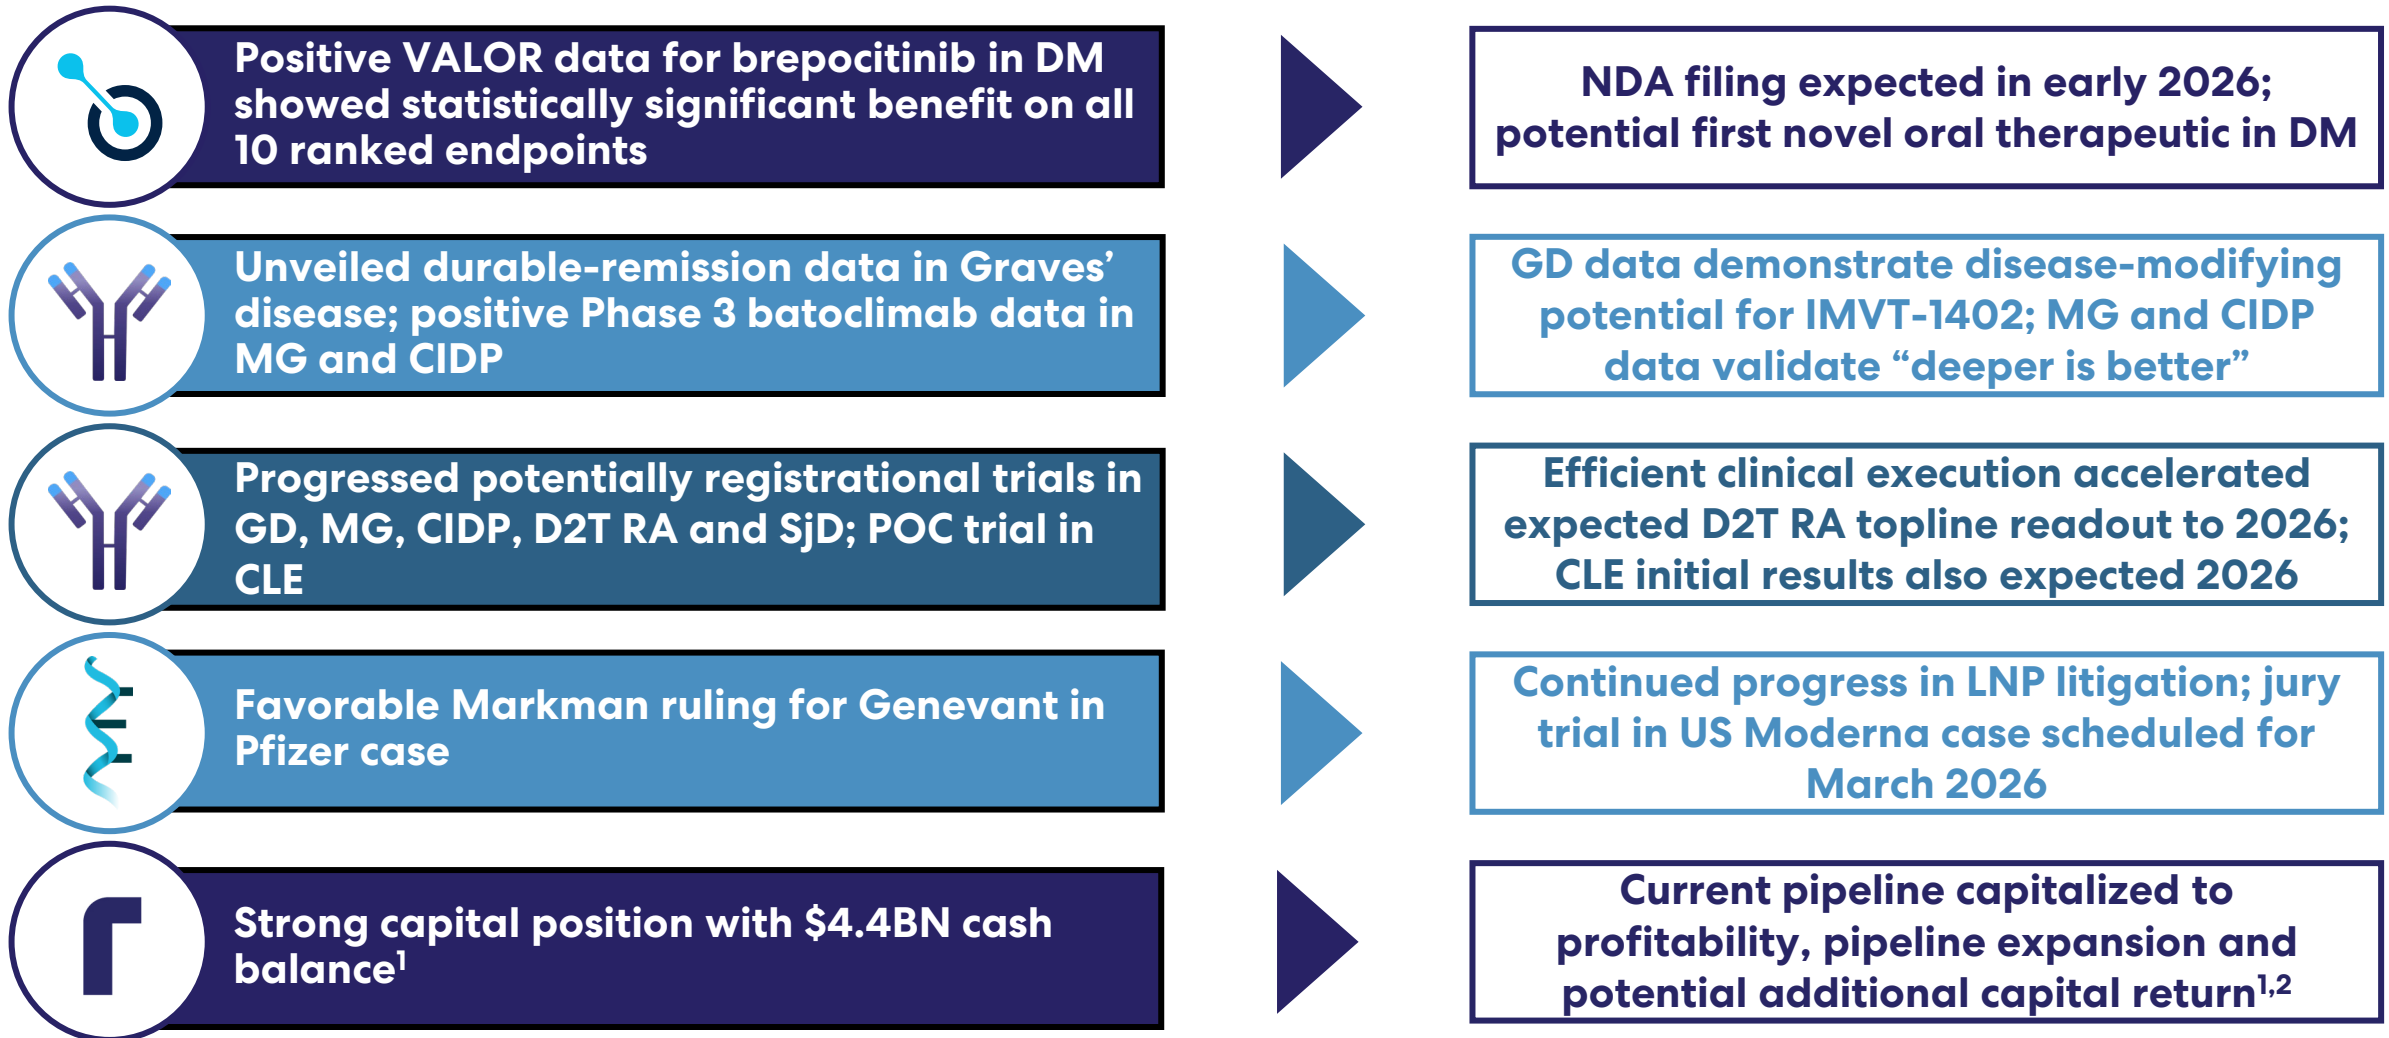 Positive VALOR data for brepocitinib in DM
showed statistically significant benefit on all
10 ranked endpoints
NDA filing expected in early 2026;
potential first novel oral therapeutic in DM
Unveiled durable-remission data in Graves’
disease; positive Phase 3 batoclimab data in
MG and CIDP
GD data demonstrate disease-modifying
potential for IMVT-1402; MG and CIDP
data validate “deeper is better”
Progressed potentially registrational trials in
GD, MG, CIDP, D2T RA and SjD; POC trial in
CLE
Efficient clinical execution accelerated
expected D2T RA topline readout to 2026;
CLE initial results also expected 2026
Favorable Markman ruling for Genevant in
Pfizer case
Continued progress in LNP litigation; jury
trial in US Moderna case scheduled for
March 2026
Strong capital position with $4.4BN cash
balance¹
Current pipeline capitalized to
profitability, pipeline expansion and
potential additional capital return¹,²